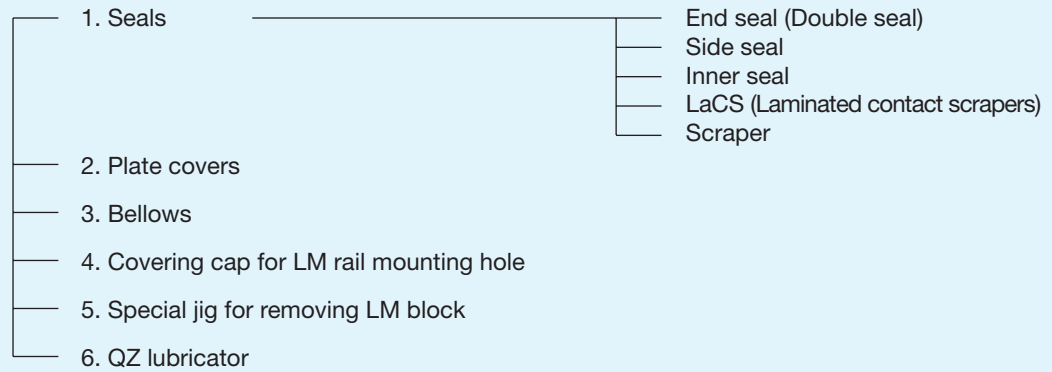 1. Seals
End seal (Double seal)
Side seal
Inner seal
LaCS (Laminated contact scrapers)
Scraper
2. Plate covers
3. Bellows
4. Covering cap for LM rail mounting hole
5. Special jig for removing LM block
6. QZ lubricator